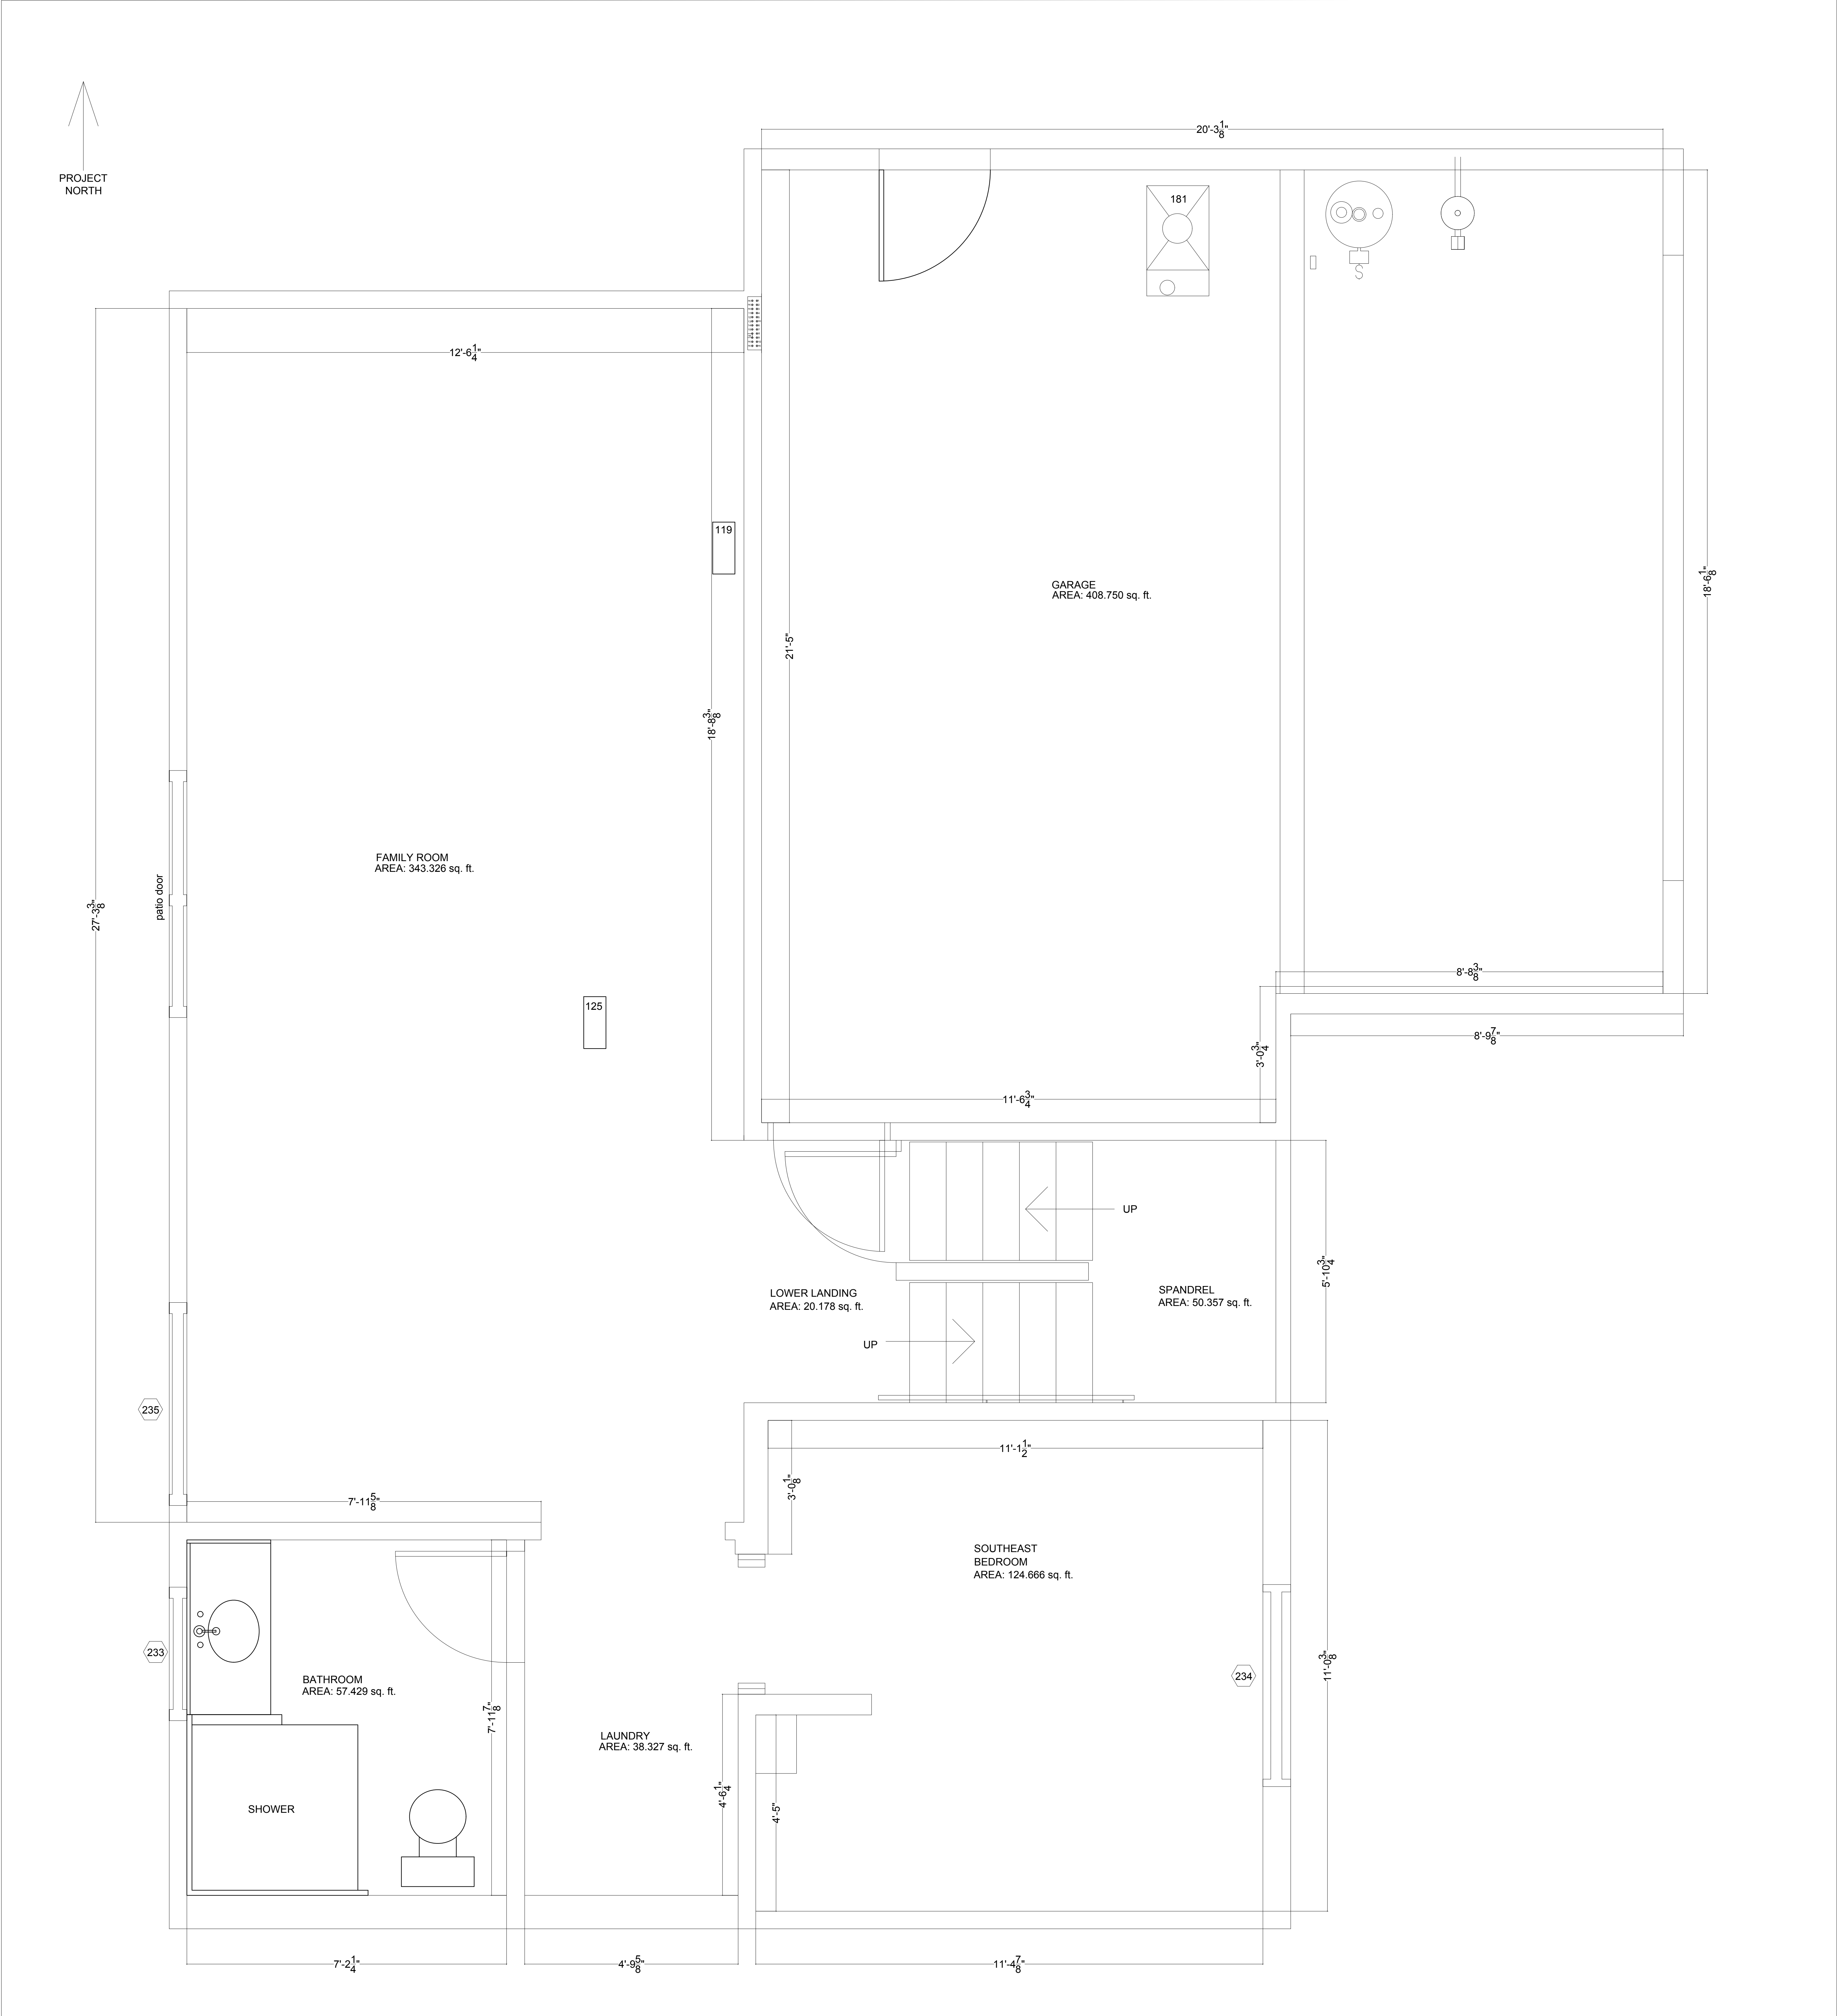 20'-3 1/8"
PROJECT
NORTH
181
12'-6 1/4"
119
GARAGE
AREA: 408.750 sq. ft.
18'-6 1/8"
21'-5"
18'-8 3/8"
FAMILY ROOM
AREA: 343.326 sq. ft.
patio door
27'-3 3/8"
8'-8 3/8"
125
8'-9 7/8"
3'-0 3/4"
11'-6 3/4"
UP
5'-10 3/4"
LOWER LANDING
AREA: 20.178 sq. ft.
SPANDREL
AREA: 50.357 sq. ft.
UP
235
11'-1 1/2"
3'-0 1/8"
7'-11 5/8"
SOUTHEAST
BEDROOM
AREA: 124.666 sq. ft.
233
234
11'-0 3/8"
BATHROOM
AREA: 57.429 sq. ft.
7'-11 7/8"
LAUNDRY
AREA: 38.327 sq. ft.
4'-6 1/4"
4'-5"
SHOWER
7'-2 1/4"
4'-9 5/8"
11'-4 7/8"